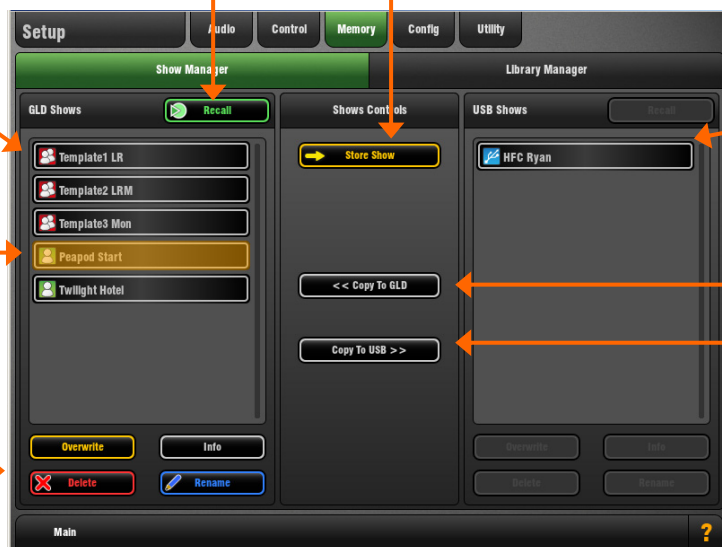 Setup
Audio
Control
Memory
Config
Utility
Show Manager
Library Manager
GLD Shows
Recall
Shows Controls
USB Shows
Recall
Template1 LR
Template2 LRM
Template3 Mon
Peapod Start
Twilight Hotel
Store Show
<< Copy To GLD
Copy To USB >>
HFC Ryan
Overwrite
Info
Delete
Rename
Overwrite
Info
Delete
Rename
Main
?